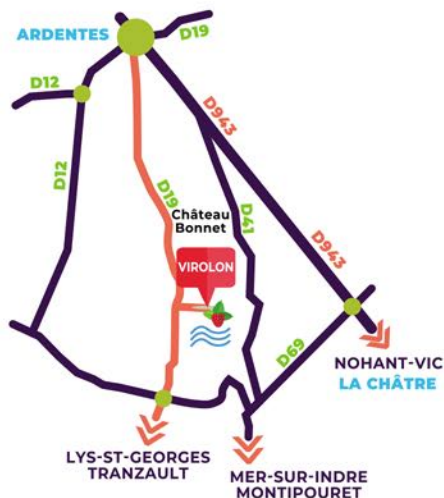 ARDENTES
D19
D12
D943
D12
D19
Château
Bonnet
D41
VIROLON
D943
D69
NOHANT-VIC
LA CHÂTRE
LYS-ST-GEORGES
TRANZAULT
MER-SUR-INDRE
MONTIPOURET